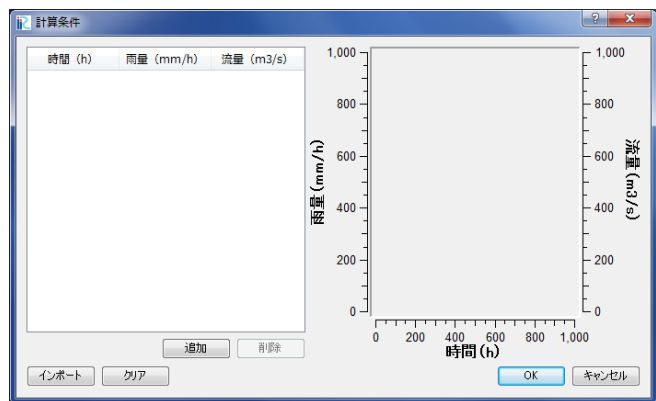 計算条件
時間 (h) 雨量 (mm/h) 流量 (m3/s)
1,000
800
600
400
200
0
雨量(mm/h)
1,000
800
600
400
200
0
流量(m3/s)
0 200 400 600 800 1,000
時間(h)
追加 削除
インポート クリア OK キャンセル